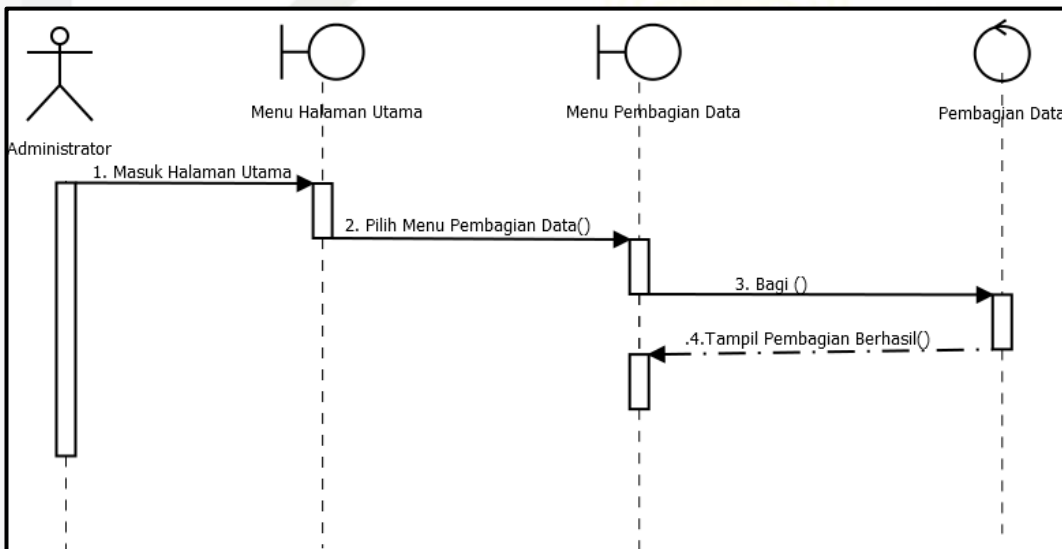 Menu Halaman Utama
Menu Pembagian Data
Pembagian Data
Administrator
1. Masuk Halaman Utama
2. Pilih Menu Pembagian Data()
3. Bagi ()
.4.Tampil Pembagian Berhasil()